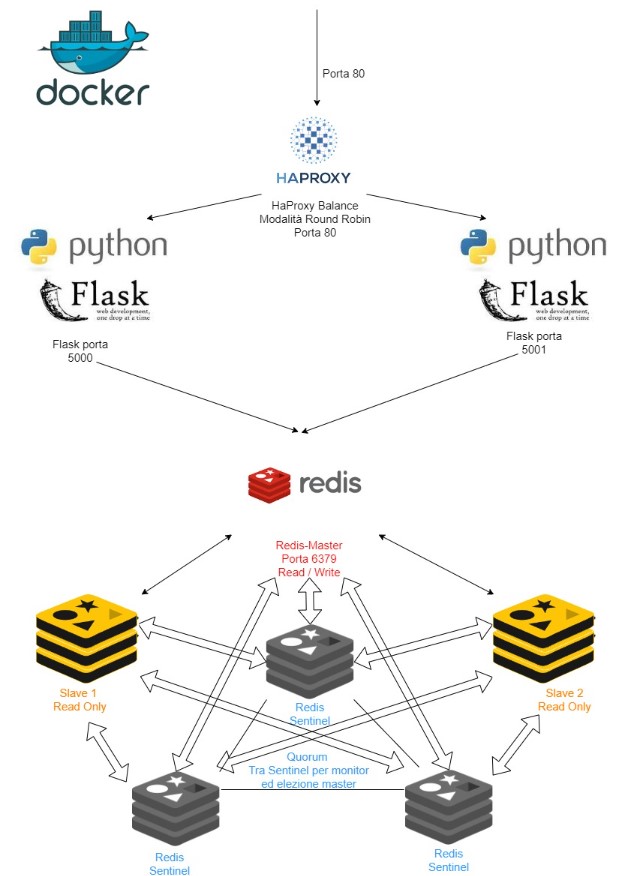 docker
Porta 80
HAPROXY
HaProxy Balance
Modalità Round Robin
Porta 80
python
Flask
web development,
one drop at a time
Flask porta
5000
python
Flask
web development,
one drop at a time
Flask porta
5001
redis
Redis-Master
Porta 6379
Read / Write
Slave 1
Read Only
Redis
Sentinel
Slave 2
Read Only
Quorum
Tra Sentinel per monitor
ed elezione master
Redis
Sentinel
Redis
Sentinel